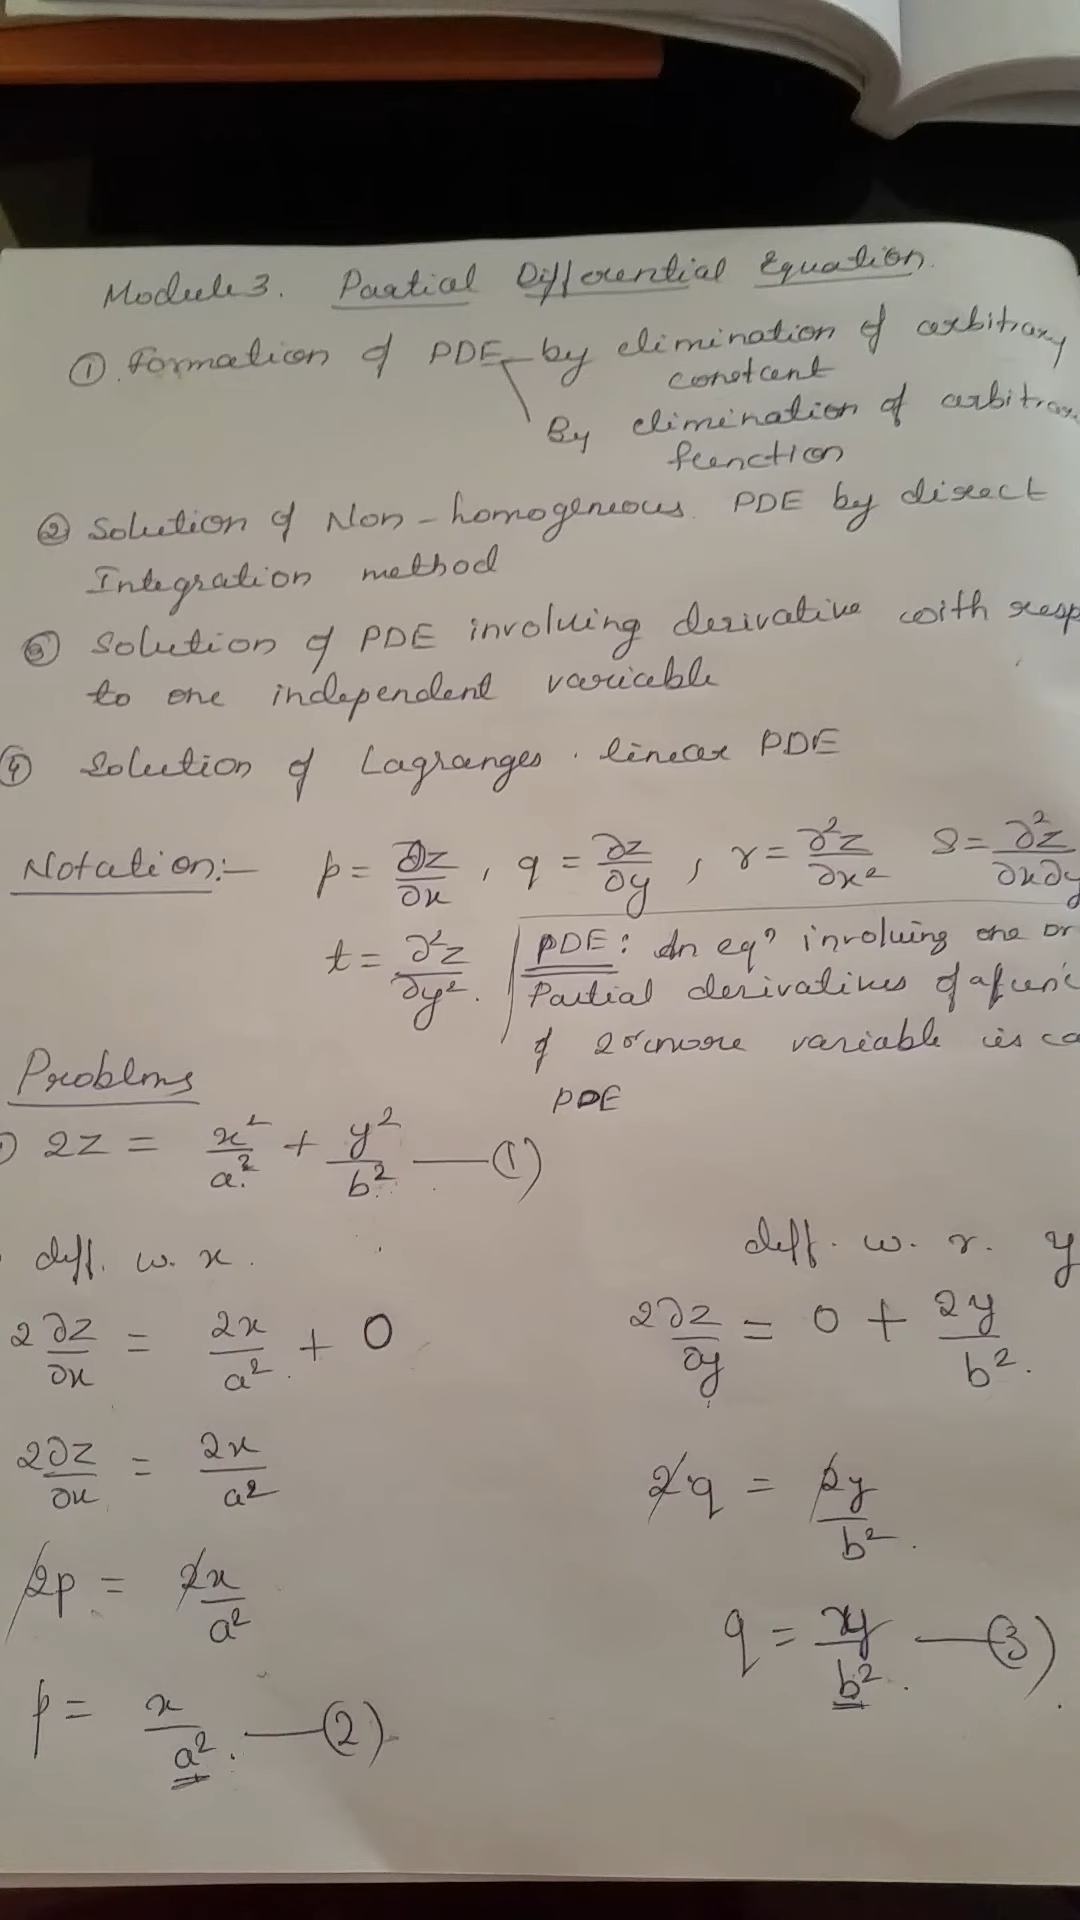 Module 3. Partial Differential Equation.
① Formation of PDE by elimination of arbitrary
constant
By elimination of arbitrar
function
② Solution of Non-homogeneous PDE by direct
Integration method
③ Solution of PDE involving derivative with resp
to one independent variable
④ Solution of Lagranges linear PDE
Notation:- p = ∂z/∂x , q = ∂z/∂y , r = ∂²z/∂x² s = ∂²z/∂x∂y
t = ∂²z/∂y². PDE: An eqⁿ involving one or
Partial derivatives of a func
of 2 or more variable is ca
PDE
Problms
2z = x²/a² + y²/b² —(1)
diff. w. x. diff. w. r. y
2∂z/∂x = 2x/a² + 0 2∂z/∂y = 0 + 2y/b².
2∂z/∂x = 2x/a² 2q = 2y/b².
2p = 2x/a² q = y/b². —(3)
p = x/a². —(2)